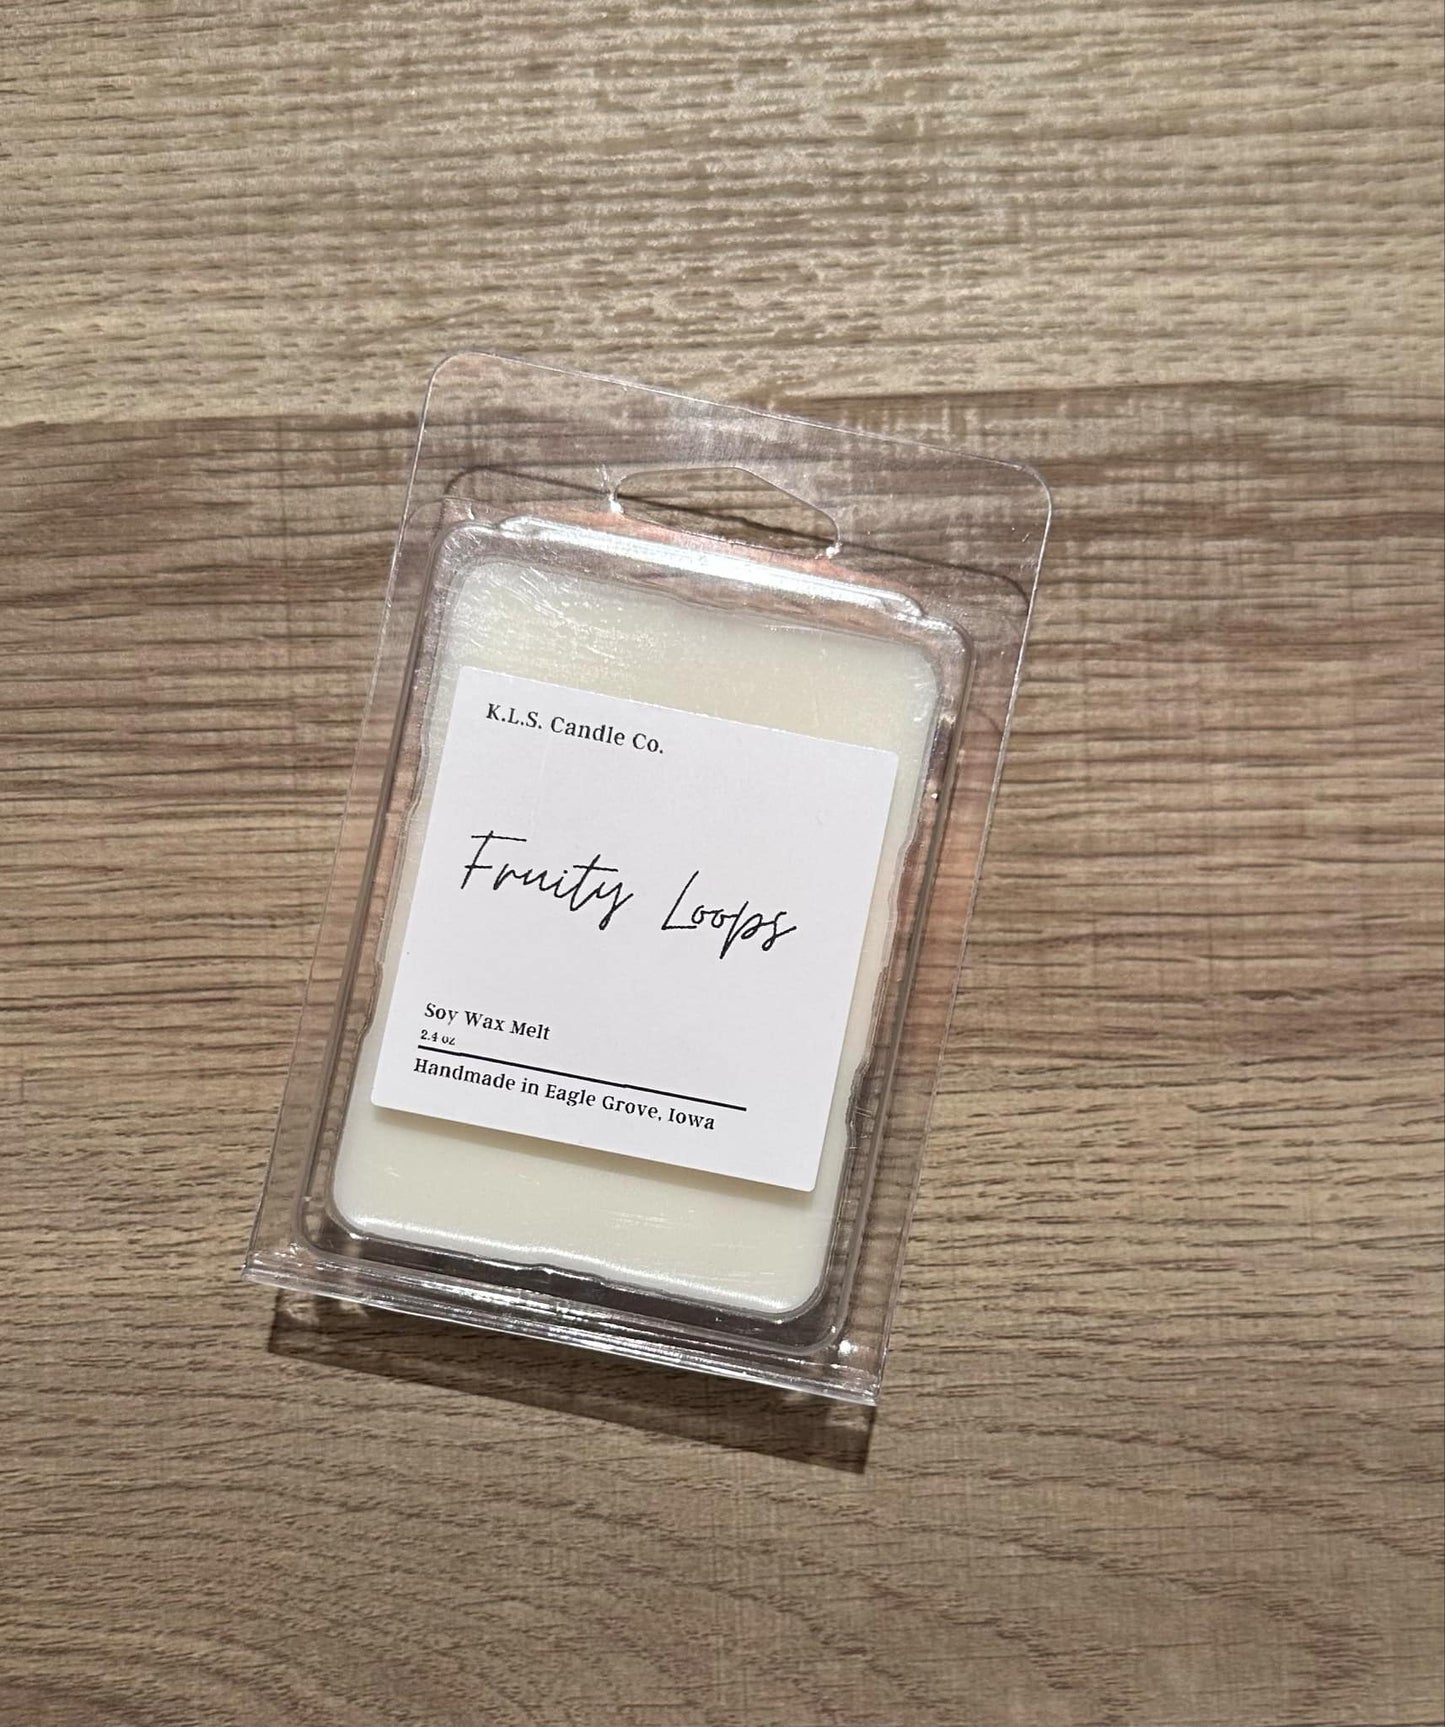 K.L.S. Candle Co.
Fruity Loops
Soy Wax Melt
2.4 oz
Handmade in Eagle Grove, Iowa